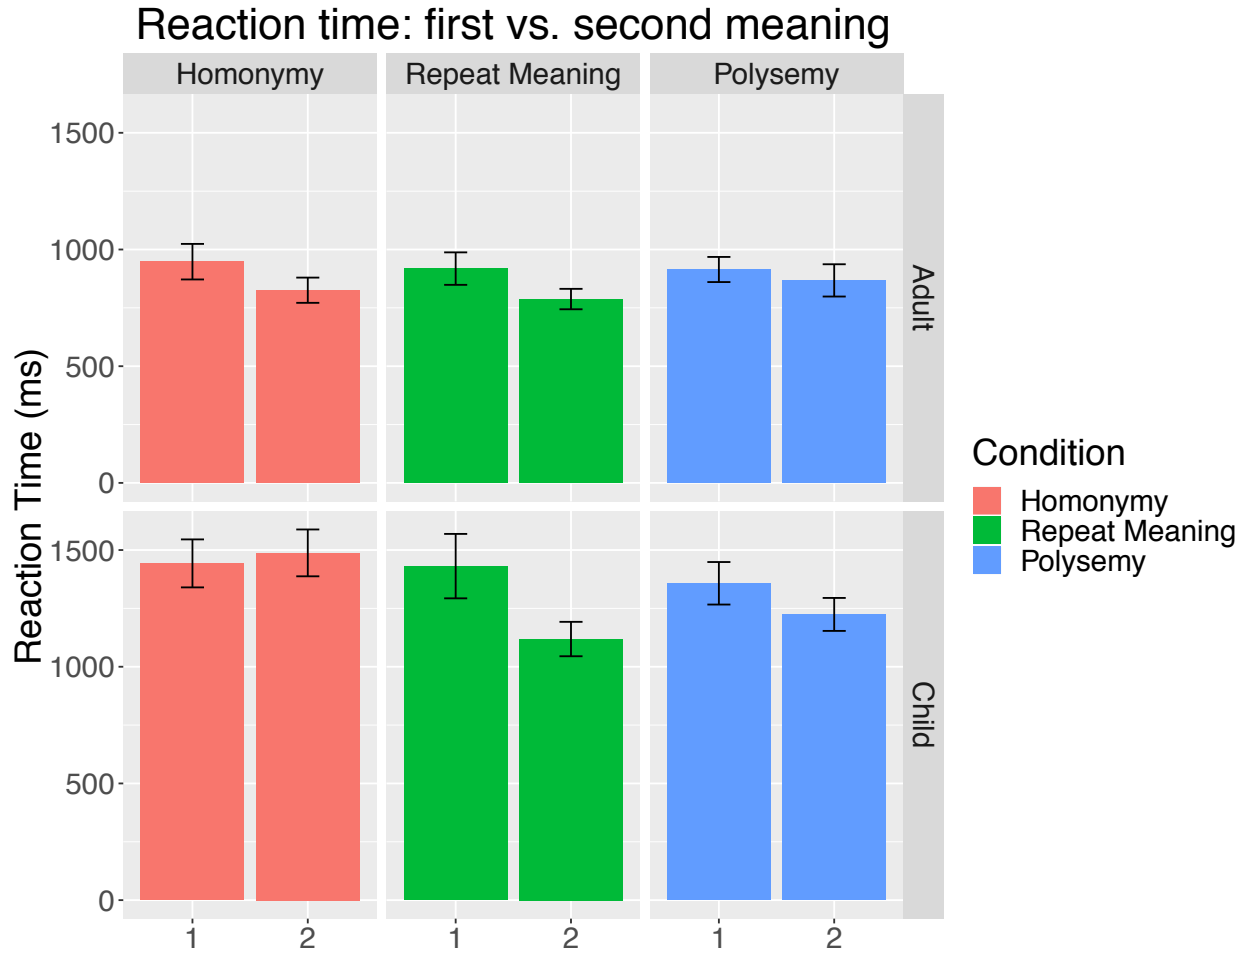 Reaction time: first vs. second meaning
Homonymy
Repeat Meaning
Polysemy
Reaction Time (ms)
1500
1000
500
0
Adult
1500
1000
500
0
Child
1
2
1
2
1
2
Condition
Homonymy
Repeat Meaning
Polysemy